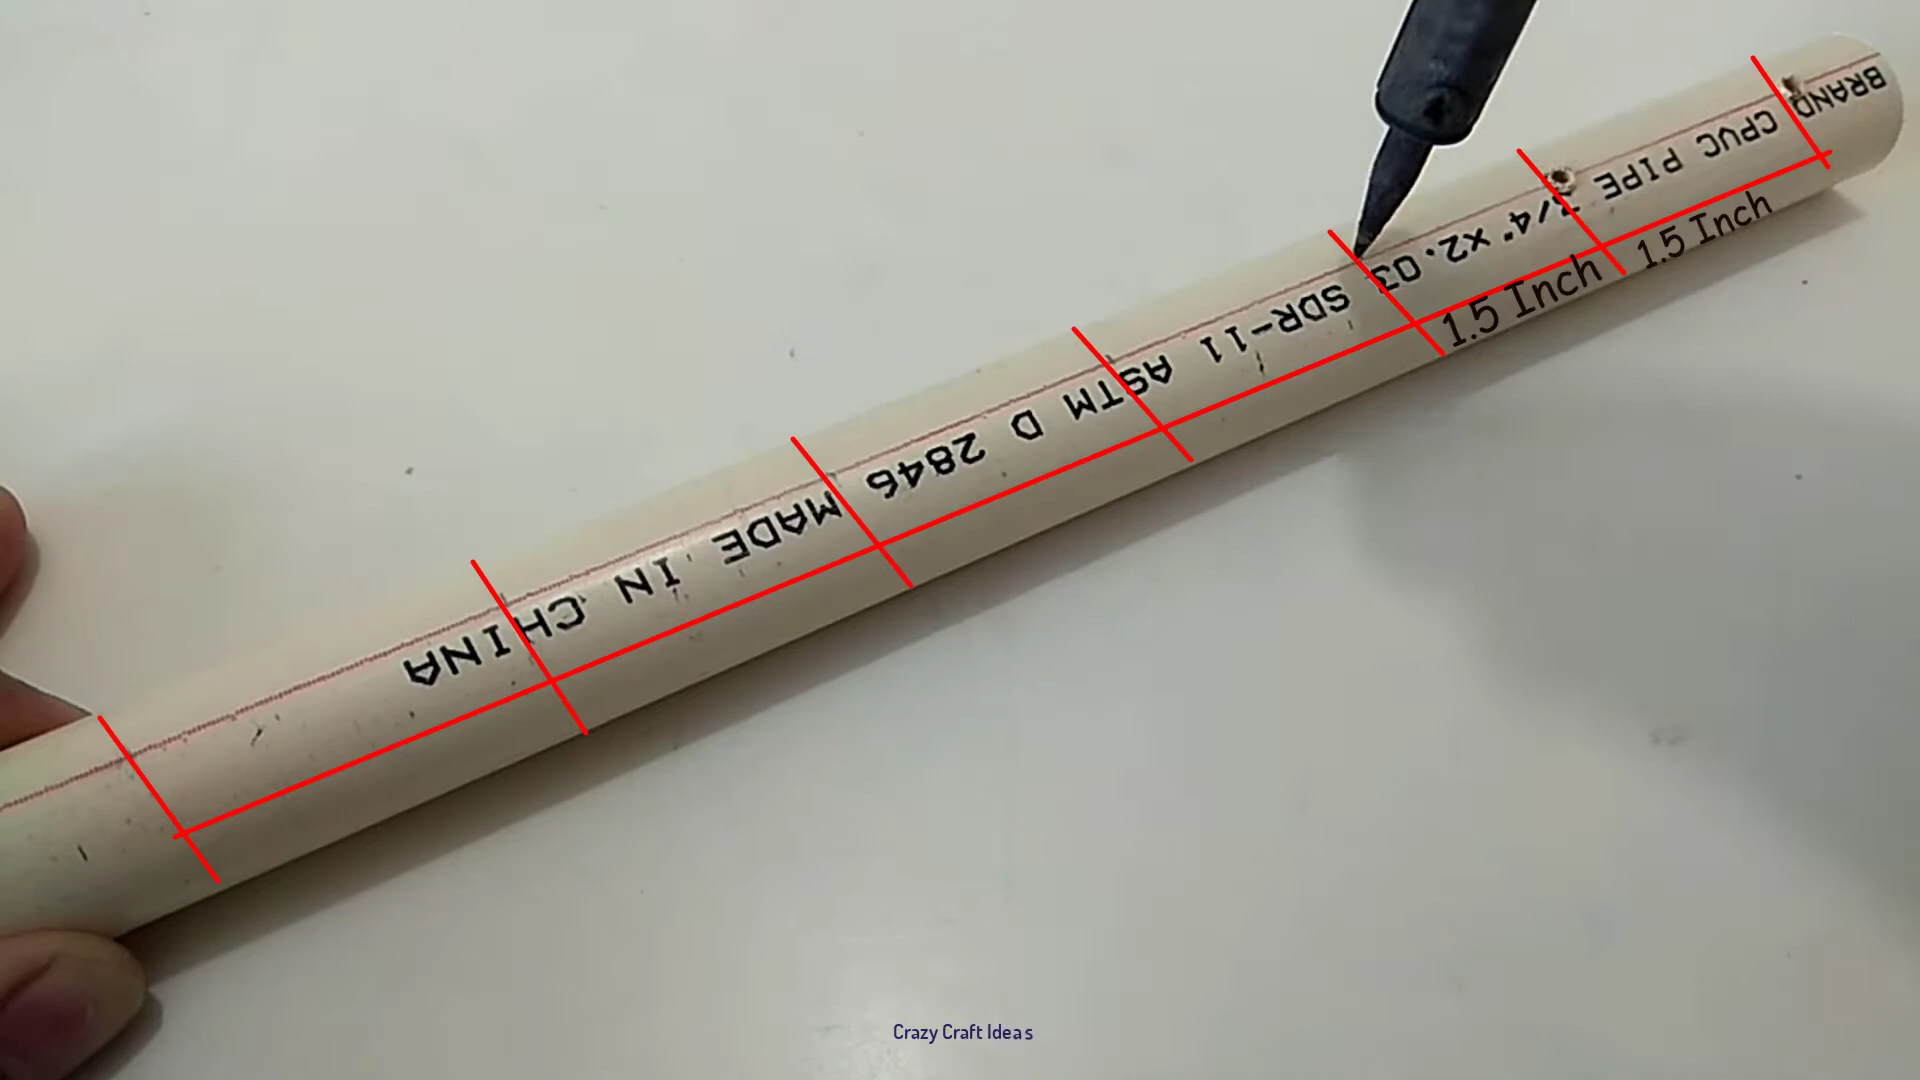 BRAND CPVC PIPE 3/4"x2.03 SDR-11 ASTM D 2846 MADE IN CHINA
1.5 Inch
1.5 Inch
Crazy Craft Ideas